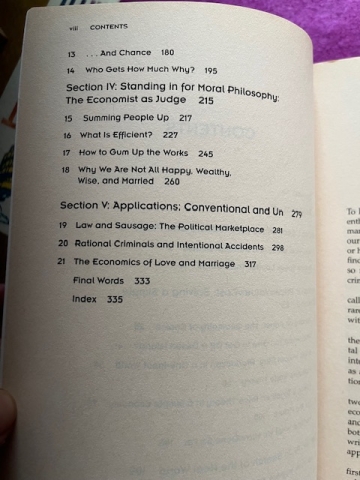 viii CONTENTS
13 . . . And Chance 180
14 Who Gets How Much Why? 195
Section IV: Standing in for Moral Philosophy:
The Economist as Judge 215
15 Summing People Up 217
16 What Is Efficient? 227
17 How to Gum Up the Works 245
18 Why We Are Not All Happy, Wealthy,
Wise, and Married 260
Section V: Applications: Conventional and Un 279
19 Law and Sausage: The Political Marketplace 281
20 Rational Criminals and Intentional Accidents 298
21 The Economics of Love and Marriage 317
Final Words 333
Index 335